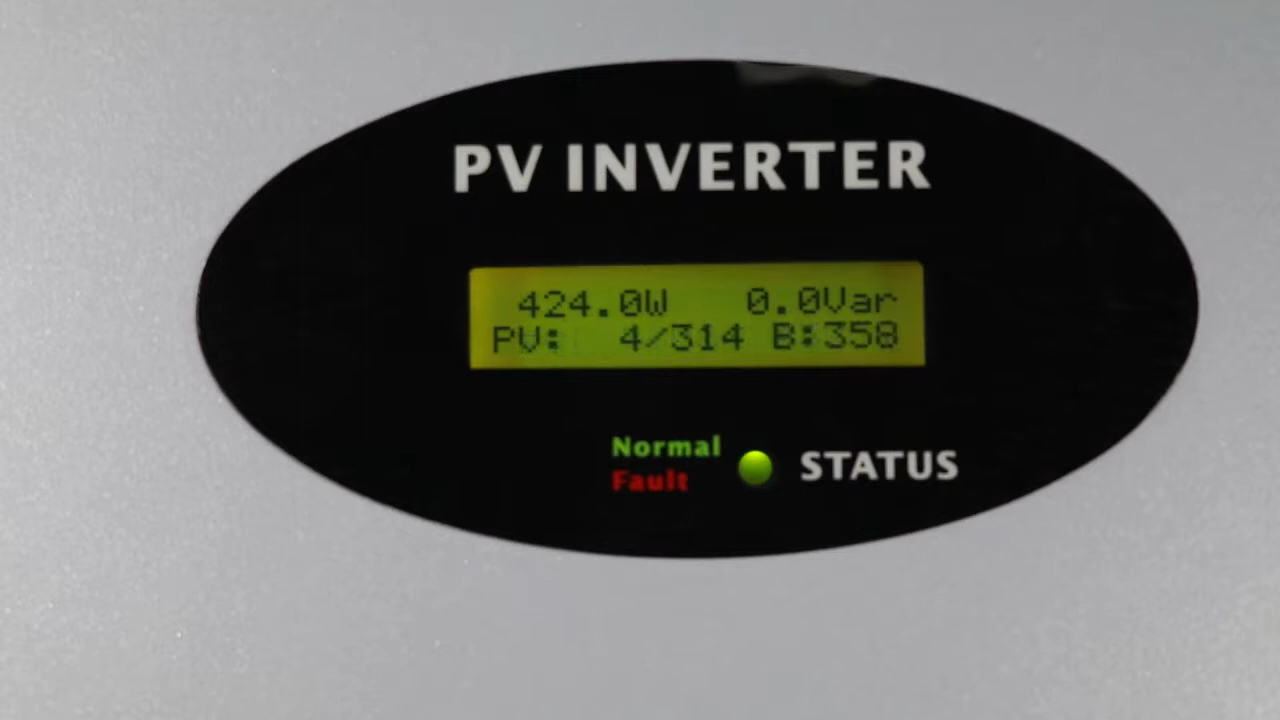 PV INVERTER
424.0W 0.0Var
PV: 4/314 B:358
Normal
Fault
STATUS